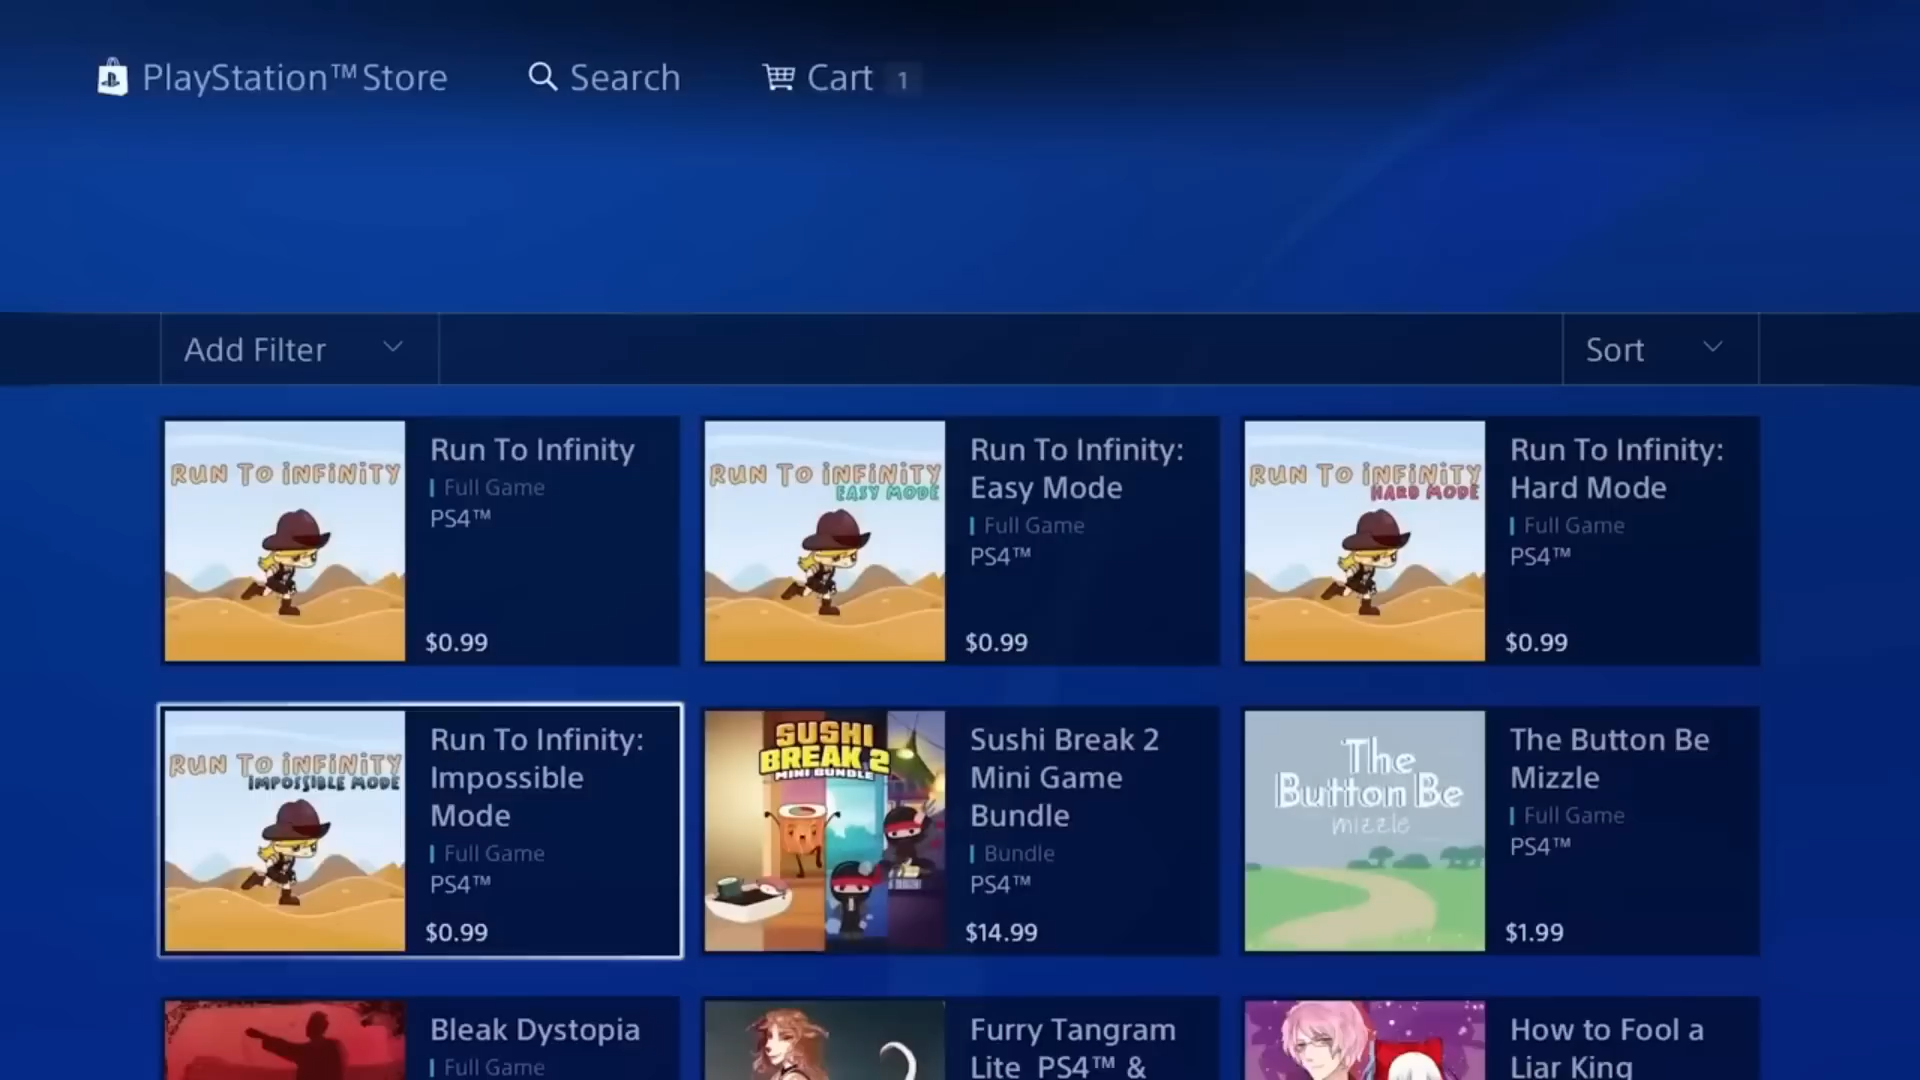 PlayStation™Store
Search
Cart 1
Add Filter
Sort
RUN TO INFINITY
Run To Infinity
Full Game
PS4™
$0.99
RUN TO INFINITY
EASY MODE
Run To Infinity:
Easy Mode
Full Game
PS4™
$0.99
RUN TO INFINITY
HARD MODE
Run To Infinity:
Hard Mode
Full Game
PS4™
$0.99
RUN TO INFINITY
IMPOSSIBLE MODE
Run To Infinity:
Impossible
Mode
Full Game
PS4™
$0.99
SUSHI
BREAK 2
MINI BUNDLE
Sushi Break 2
Mini Game
Bundle
Bundle
PS4™
$14.99
The
Button Be
mizzle
The Button Be
Mizzle
Full Game
PS4™
$1.99
Bleak Dystopia
Full Game
Furry Tangram
Lite PS4™ &
How to Fool a
Liar King